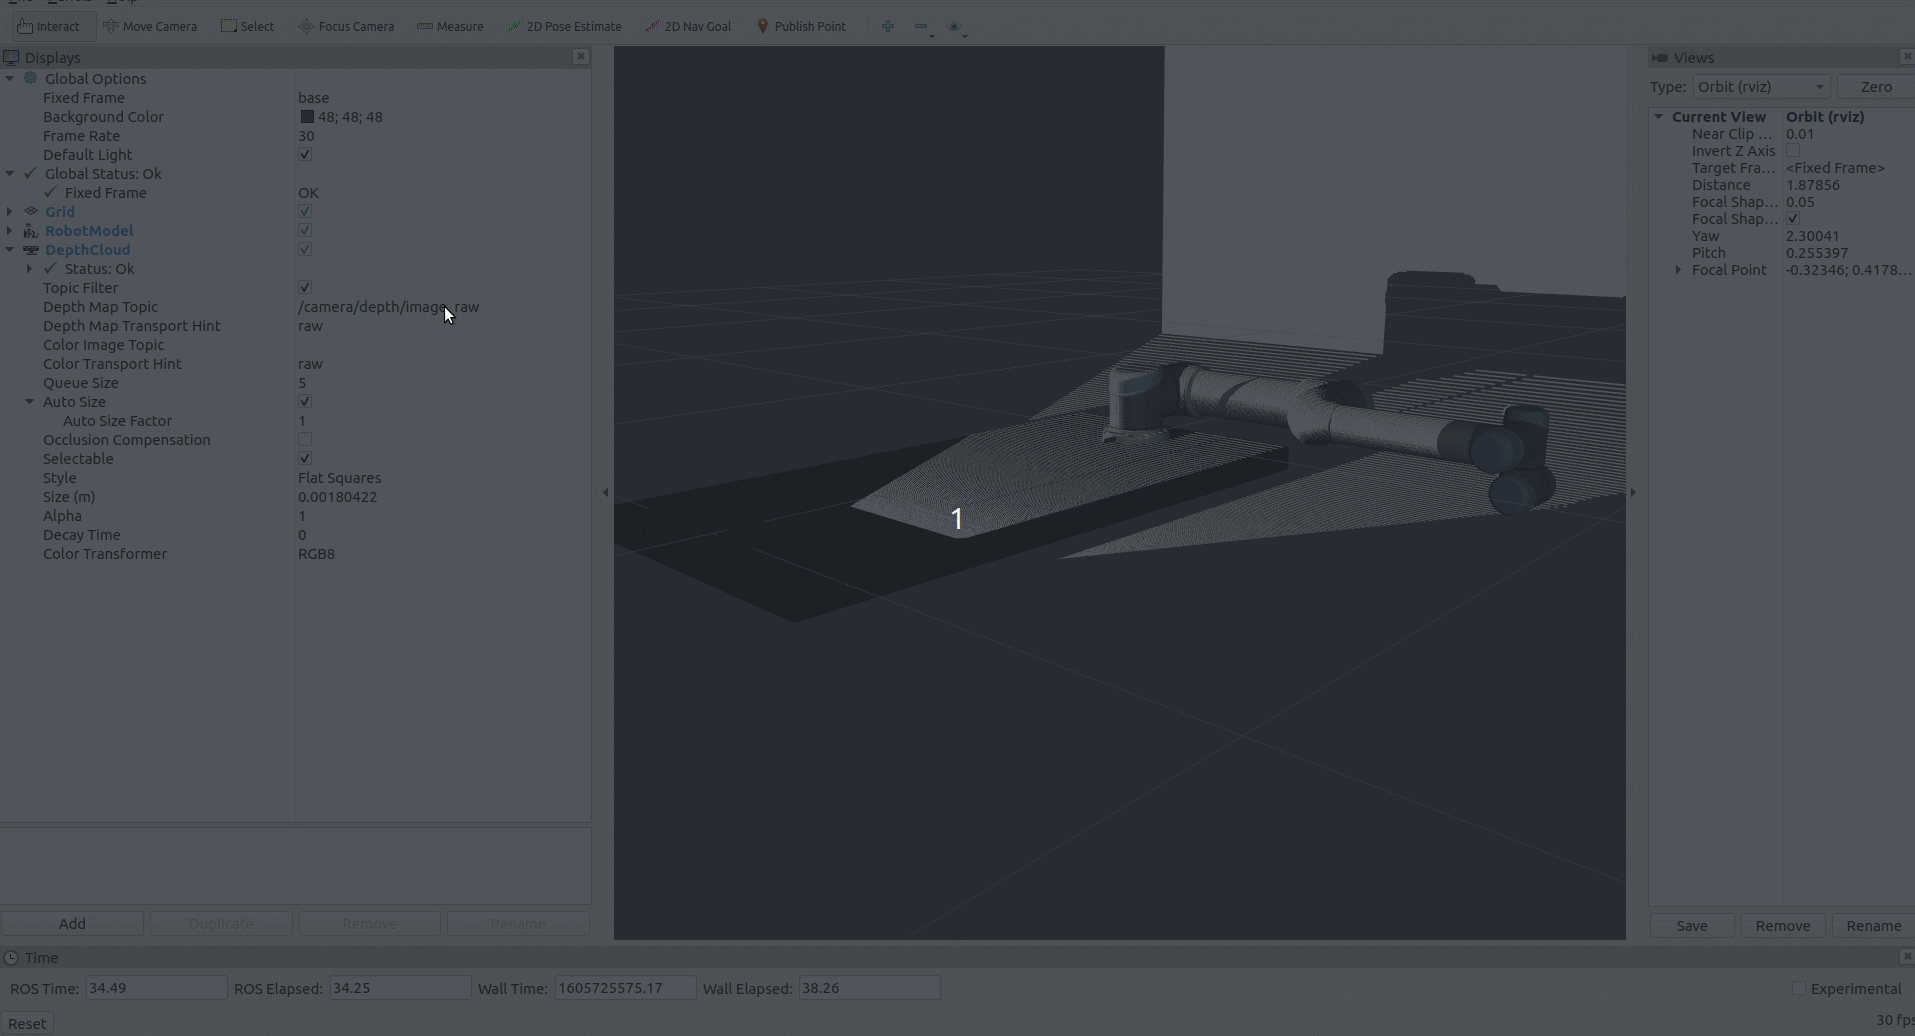 Interact Move Camera Select Focus Camera Measure 2D Pose Estimate 2D Nav Goal Publish Point
Displays
Global Options
Fixed Frame base
Background Color 48; 48; 48
Frame Rate 30
Default Light
Global Status: Ok
Fixed Frame OK
Grid
RobotModel
DepthCloud
Status: Ok
Topic Filter
Depth Map Topic /camera/depth/image_raw
Depth Map Transport Hint raw
Color Image Topic
Color Transport Hint raw
Queue Size 5
Auto Size
Auto Size Factor 1
Occlusion Compensation
Selectable
Style Flat Squares
Size (m) 0.00180422
Alpha 1
Decay Time 0
Color Transformer RGB8
Add Duplicate Remove Rename
1
Views
Type: Orbit (rviz) Zero
Current View Orbit (rviz)
Near Clip ... 0.01
Invert Z Axis
Target Fra... <Fixed Frame>
Distance 1.87856
Focal Shap... 0.05
Focal Shap...
Yaw 2.30041
Pitch 0.255397
Focal Point -0.32346; 0.4178...
Save Remove Rename
Time
ROS Time: 34.49 ROS Elapsed: 34.25 Wall Time: 1605725575.17 Wall Elapsed: 38.26 Experimental
Reset 30 fps